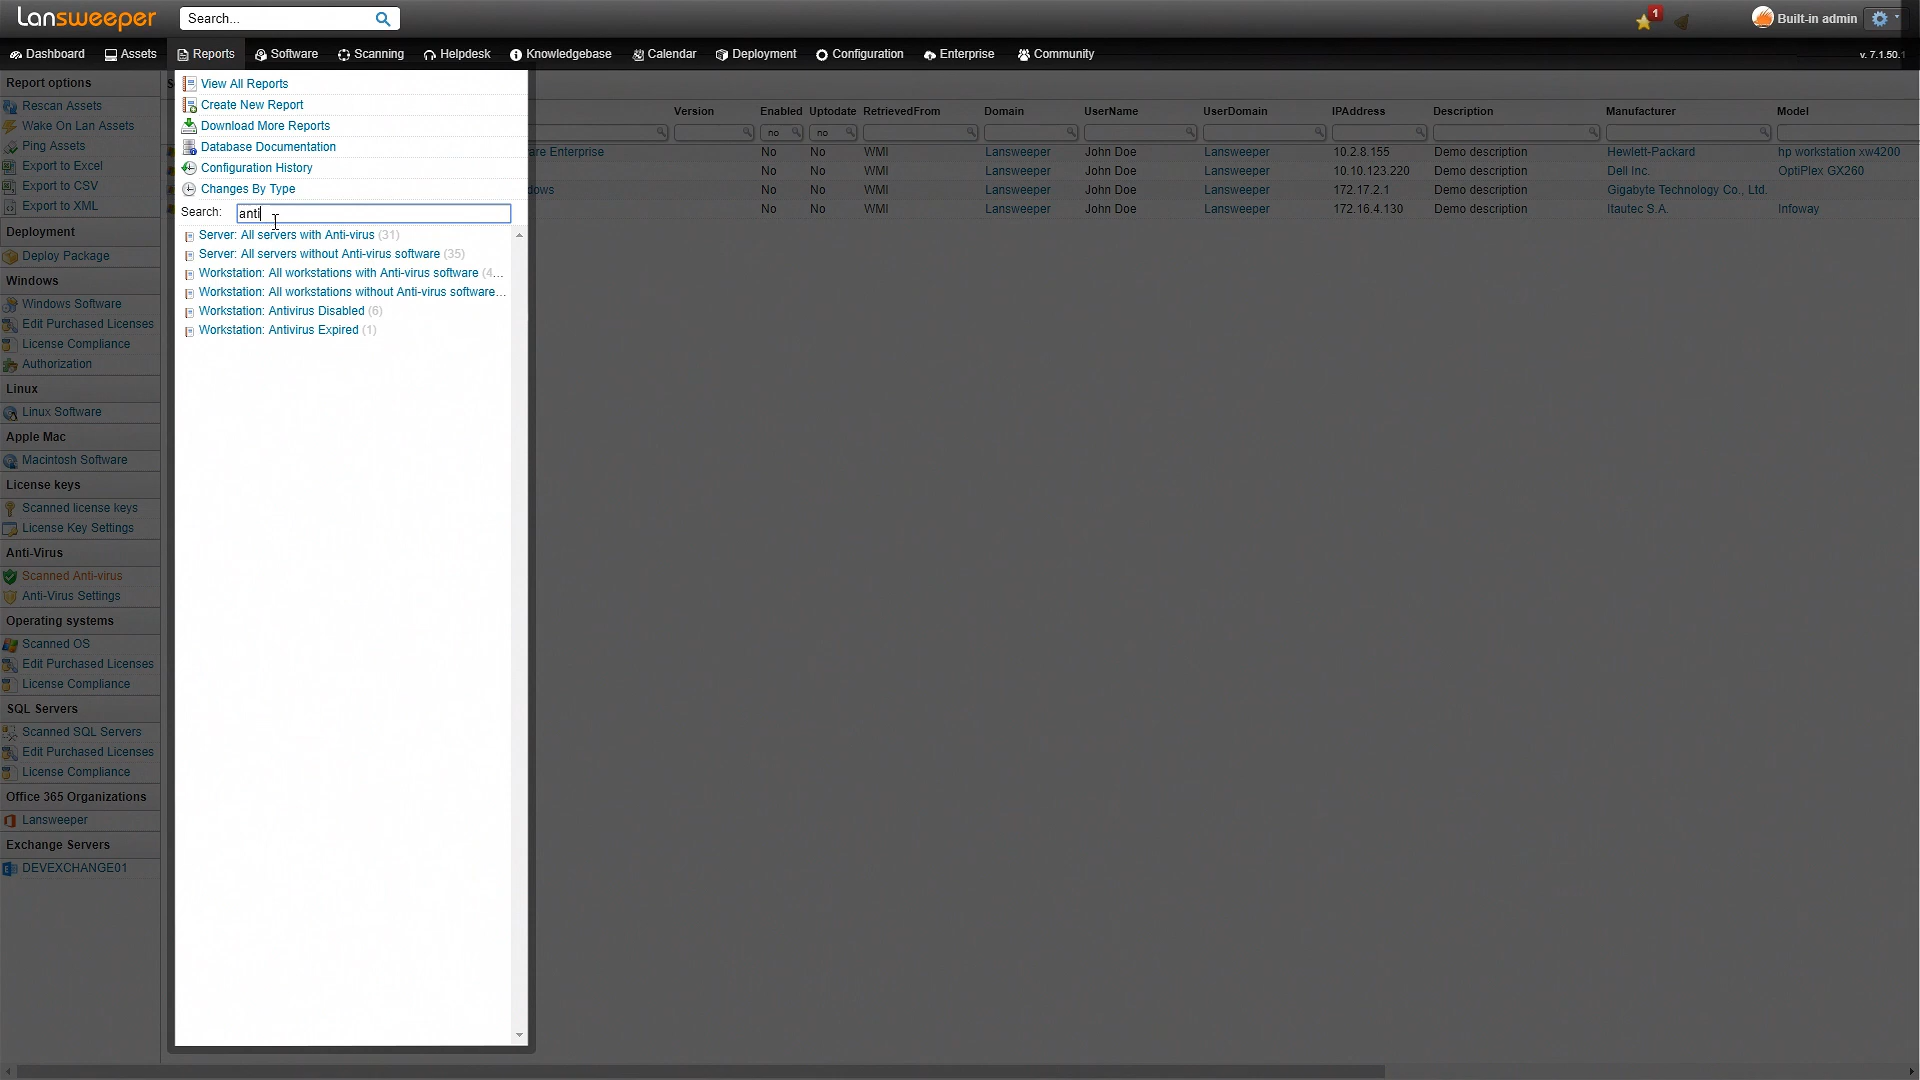 Lansweeper
Search...
1
Built-in admin
Dashboard Assets Reports Software Scanning Helpdesk Knowledgebase Calendar Deployment Configuration Enterprise Community
v. 7.1.50.
Report options
Rescan Assets
Wake On Lan Assets
Ping Assets
Export to Excel
Export to CSV
Export to XML
Deployment
Deploy Package
Windows
Windows Software
Edit Purchased Licenses
License Compliance
Authorization
Linux
Linux Software
Apple Mac
Macintosh Software
License keys
Scanned license keys
License Key Settings
Anti-Virus
Scanned Anti-virus
Anti-Virus Settings
Operating systems
Scanned OS
Edit Purchased Licenses
License Compliance
SQL Servers
Scanned SQL Servers
Edit Purchased Licenses
License Compliance
Office 365 Organizations
Lansweeper
Exchange Servers
DEVEXCHANGE01
View All Reports
Create New Report
Download More Reports
Database Documentation
Configuration History
Changes By Type
Search: anti
Server: All servers with Anti-virus (31)
Server: All servers without Anti-virus software (35)
Workstation: All workstations with Anti-virus software (4...
Workstation: All workstations without Anti-virus software...
Workstation: Antivirus Disabled (6)
Workstation: Antivirus Expired (1)
Version Enabled Uptodate RetrievedFrom Domain UserName UserDomain IPAddress Description Manufacturer Model
no no
are Enterprise No No WMI Lansweeper John Doe Lansweeper 10.2.8.155 Demo description Hewlett-Packard hp workstation xw4200
No No WMI Lansweeper John Doe Lansweeper 10.10.123.220 Demo description Dell Inc. OptiPlex GX260
dows No No WMI Lansweeper John Doe Lansweeper 172.17.2.1 Demo description Gigabyte Technology Co., Ltd.
No No WMI Lansweeper John Doe Lansweeper 172.16.4.130 Demo description Itautec S.A. Infoway